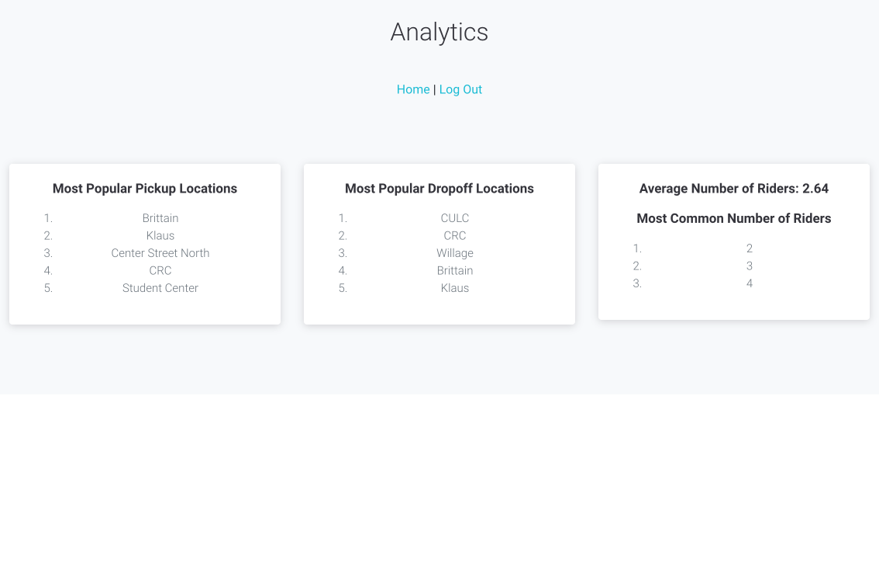 Analytics
Home | Log Out
Most Popular Pickup Locations
1. Brittain
2. Klaus
3. Center Street North
4. CRC
5. Student Center
Most Popular Dropoff Locations
1. CULC
2. CRC
3. Willage
4. Brittain
5. Klaus
Average Number of Riders: 2.64
Most Common Number of Riders
1. 2
2. 3
3. 4